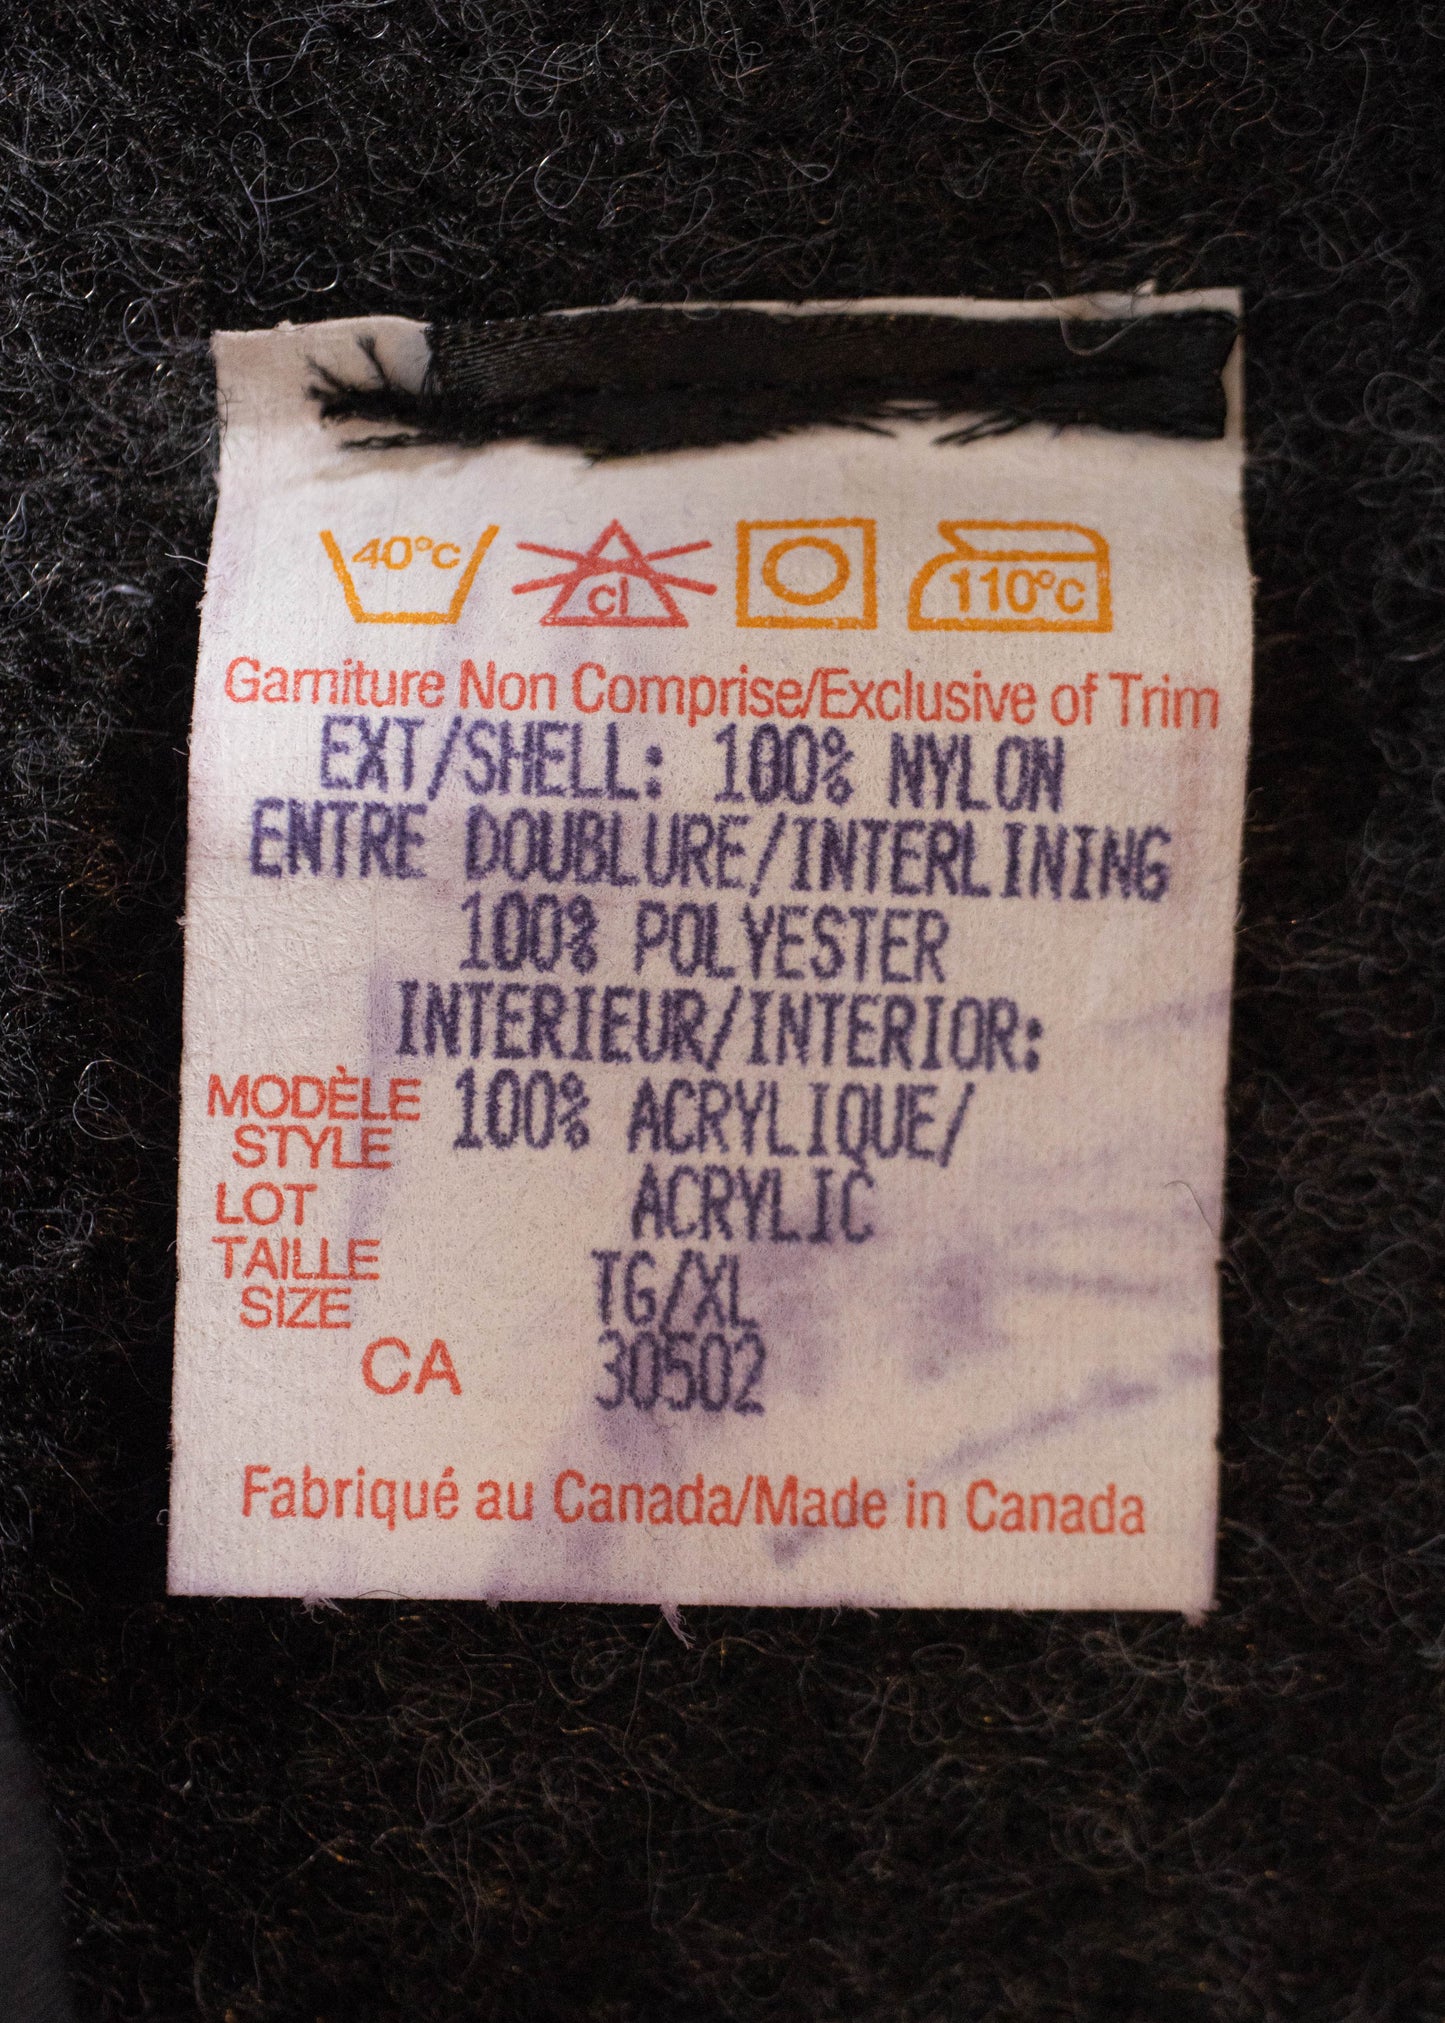 40°C cl 110°C
Garniture Non Comprise/Exclusive of Trim
EXT/SHELL: 100% NYLON
ENTRE DOUBLURE/INTERLINING
100% POLYESTER
INTERIEUR/INTERIOR:
MODÈLE 100% ACRYLIQUE/
STYLE
LOT ACRYLIC
TAILLE TG/XL
SIZE
CA 30502
Fabriqué au Canada/Made in Canada